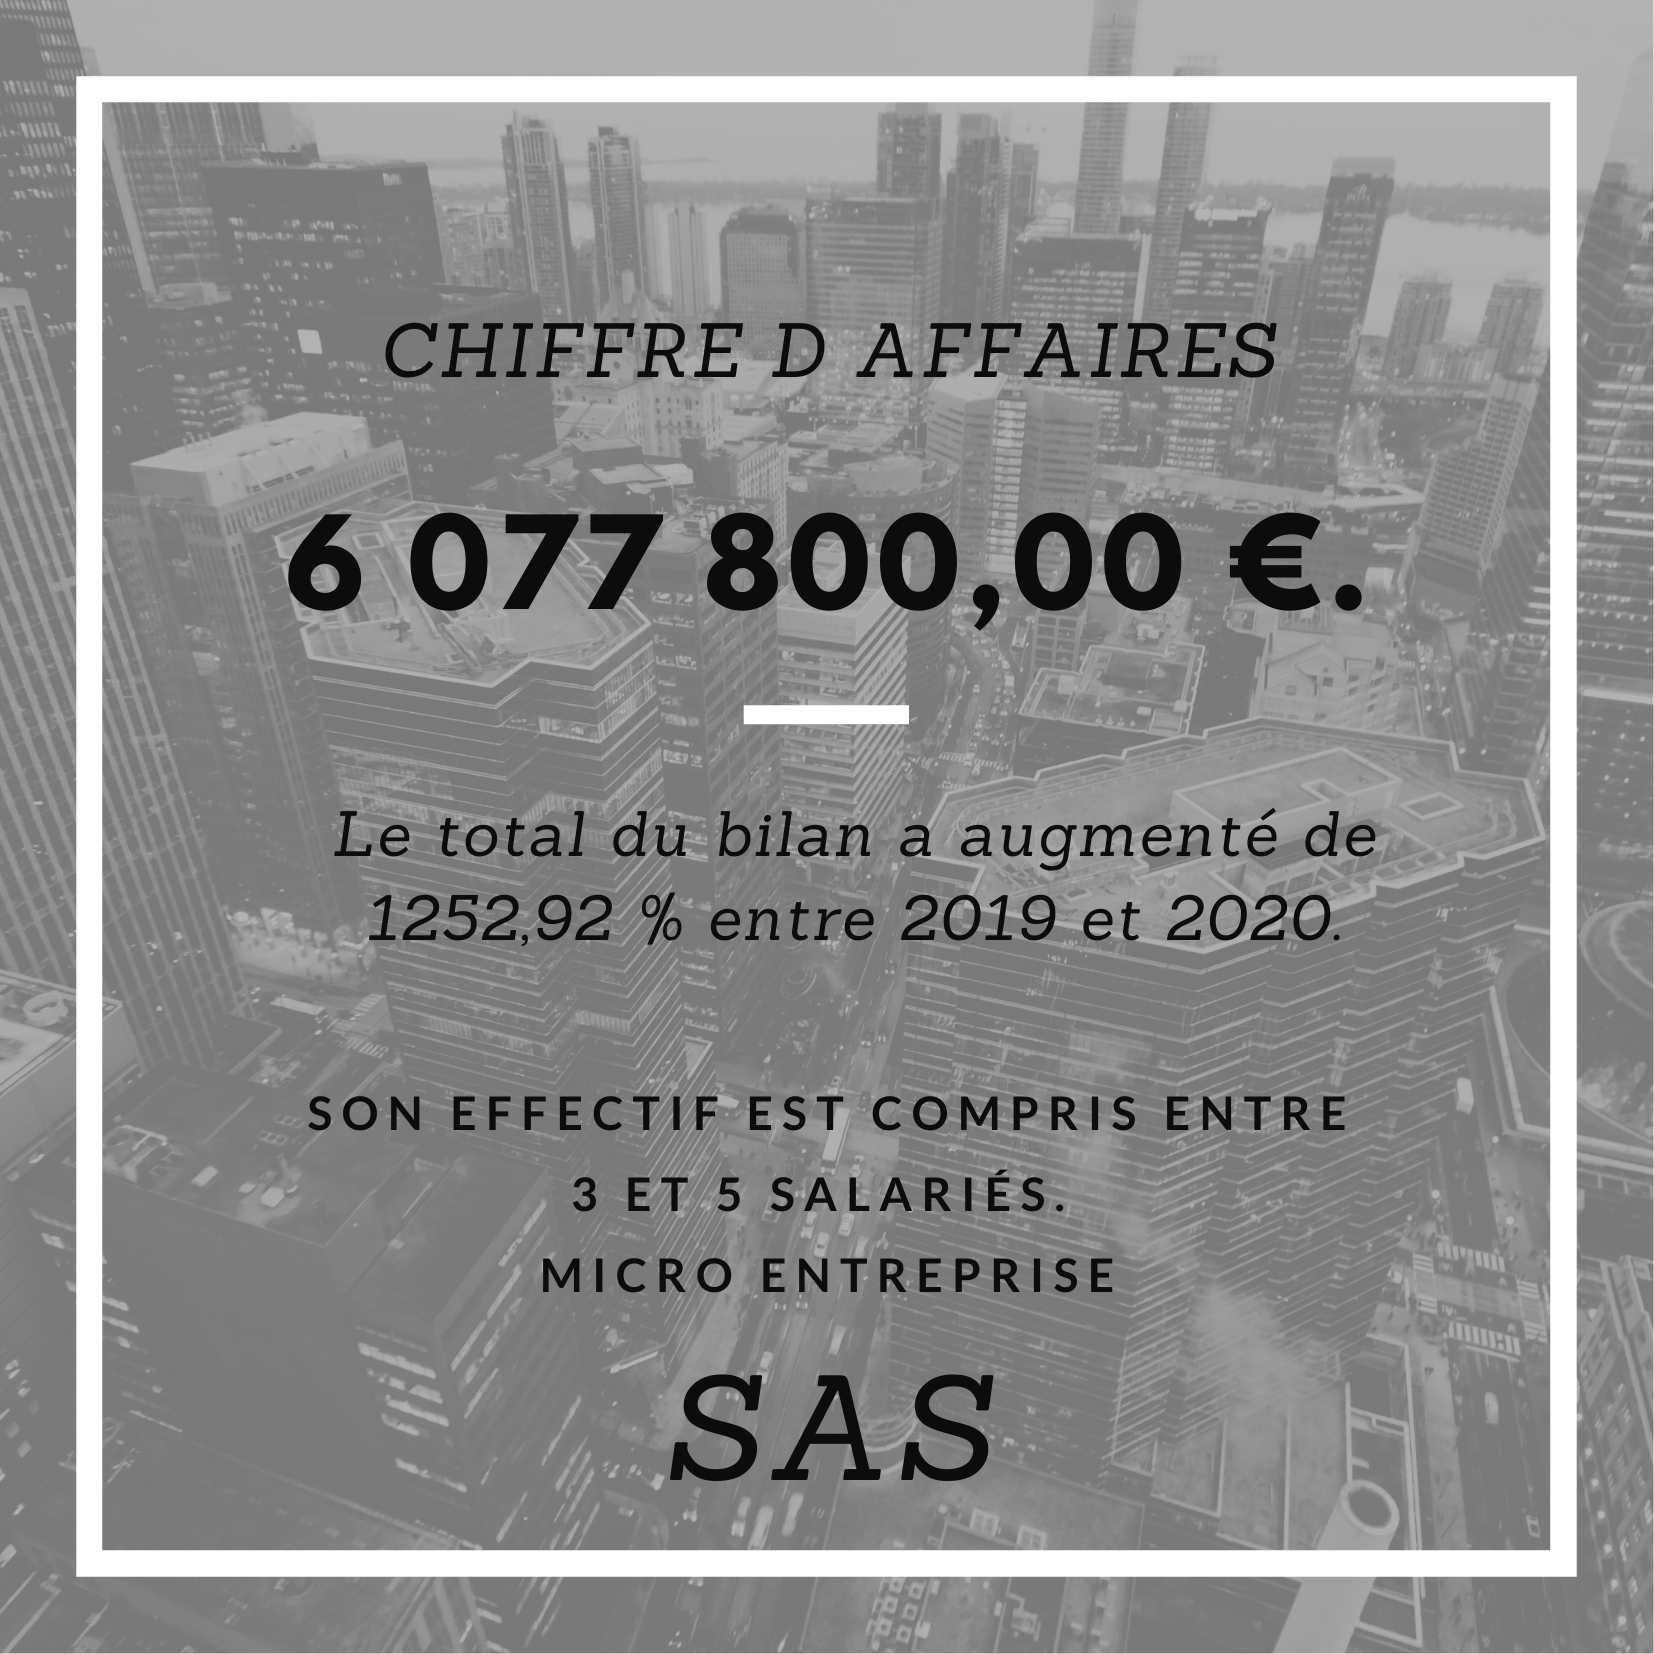 CHIFFRE D AFFAIRES
6 077 800,00 €.
Le total du bilan a augmenté de
1252,92 % entre 2019 et 2020.
SON EFFECTIF EST COMPRIS ENTRE
3 ET 5 SALARIÉS.
MICRO ENTREPRISE
SAS